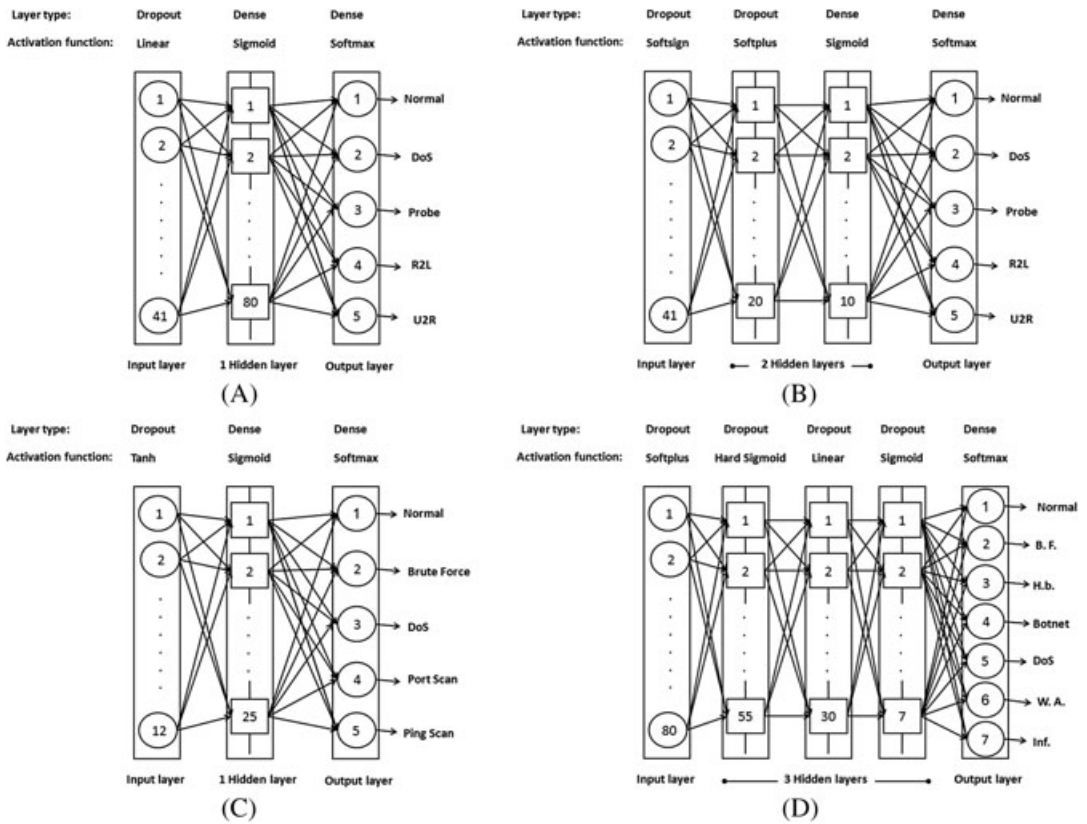 Layer type: Dropout Dense Dense
Activation function: Linear Sigmoid Softmax
1 1 1 Normal
2 2 2 DoS
3 Probe
4 R2L
41 80 5 U2R
Input layer 1 Hidden layer Output layer
(A)
Layer type: Dropout Dropout Dense Dense
Activation function: Softsign Softplus Sigmoid Softmax
1 1 1 1 Normal
2 2 2 2 DoS
3 Probe
4 R2L
41 20 10 5 U2R
Input layer 2 Hidden layers Output layer
(B)
Layer type: Dropout Dense Dense
Activation function: Tanh Sigmoid Softmax
1 1 1 Normal
2 2 2 Brute Force
3 DoS
4 Port Scan
12 25 5 Ping Scan
Input layer 1 Hidden layer Output layer
(C)
Layer type: Dropout Dropout Dropout Dropout Dense
Activation function: Softplus Hard Sigmoid Linear Sigmoid Softmax
1 1 1 1 1 Normal
2 2 2 2 2 B. F.
3 H.b.
4 Botnet
5 DoS
6 W. A.
80 55 30 7 7 Inf.
Input layer 3 Hidden layers Output layer
(D)